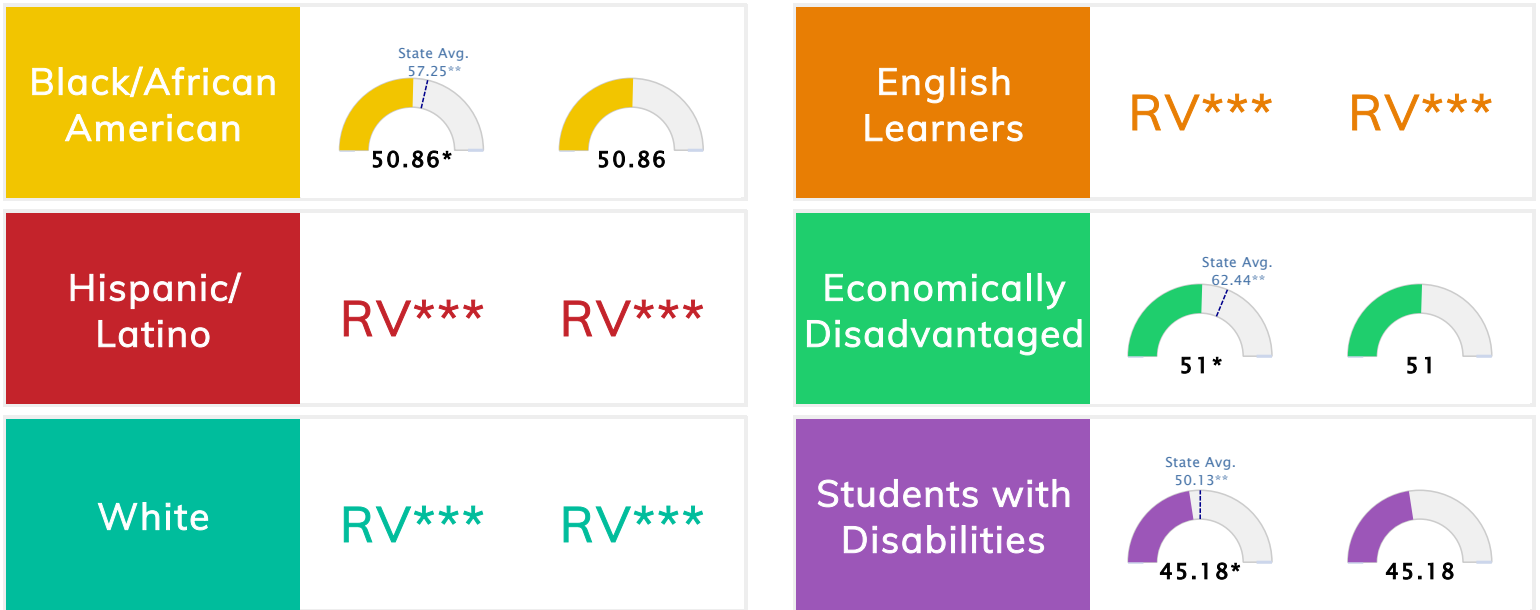 Black/African
American
State Avg.
57.25**
50.86*
50.86
English
Learners
RV***
RV***
Hispanic/
Latino
RV***
RV***
Economically
Disadvantaged
State Avg.
62.44**
51*
51
White
RV***
RV***
Students with
Disabilities
State Avg.
50.13**
45.18*
45.18